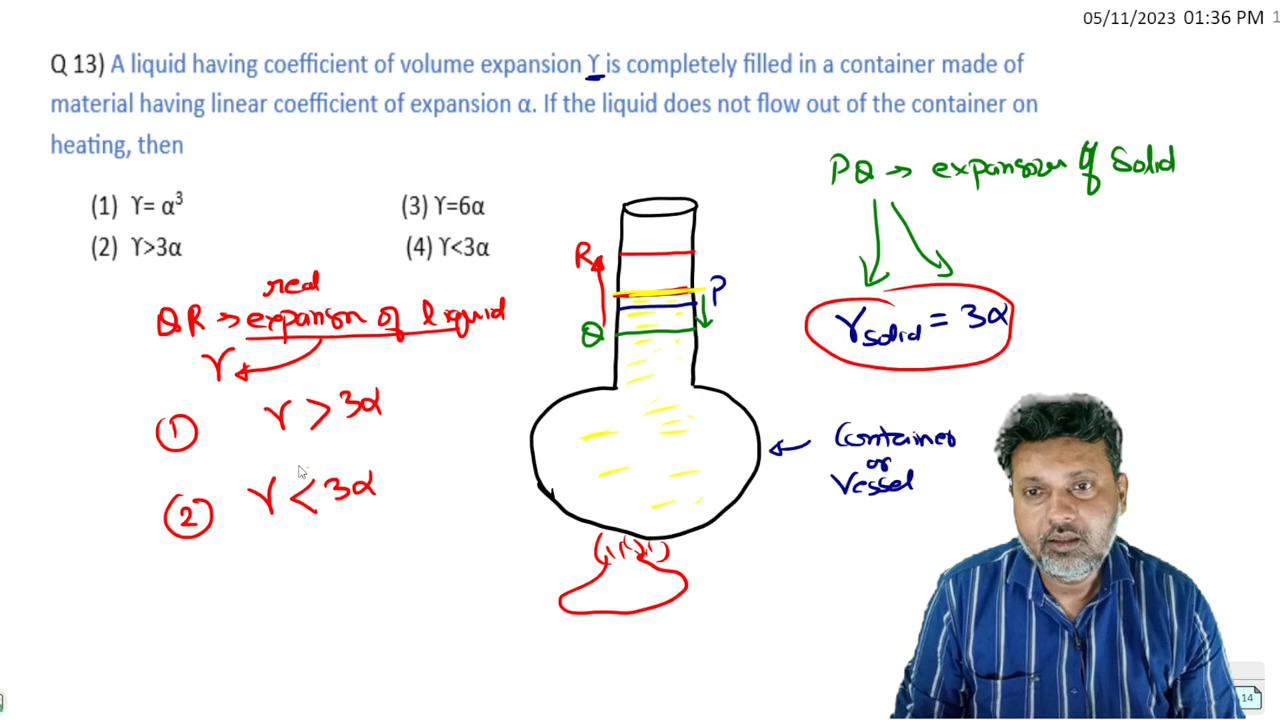 05/11/2023 01:36 PM 1
Q 13) A liquid having coefficient of volume expansion ϒ is completely filled in a container made of
material having linear coefficient of expansion α. If the liquid does not flow out of the container on
heating, then
(1) ϒ= α³
(3) ϒ=6α
(2) ϒ>3α
(4) ϒ<3α
PQ → expansion of Solid
γsolid = 3α
real
QR → expansion of liquid
γ
① γ > 3α
② γ < 3α
R
P
Q
Container
or
Vessel
14